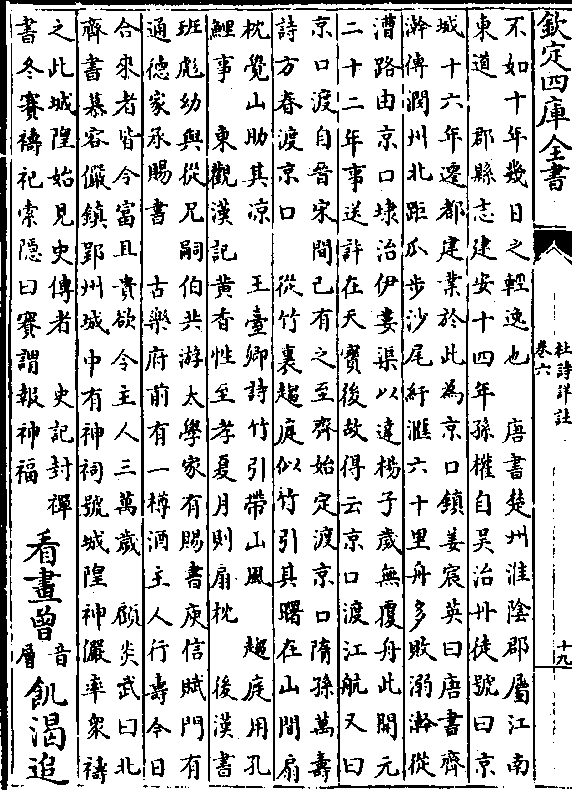 欽定四庫全書
杜詩詳註
卷六
十九
不如十年幾日之輕逸也　唐書楚州淮陰郡屬江南
東道　郡縣志建安十四年孫權自吳治丹徒號曰京
城十六年遷都建業於此為京口鎮姜宸英曰唐書齊
澣傳潤州北距瓜步沙尾紆滙六十里舟多敗溺澣從
漕路由京口埭治伊婁渠以達楊子歲無覆舟此開元
二十二年事送許在天寶後故得云京口渡江航又曰
京口渡自晉宋間已有之至齊始定渡京口隋孫萬壽
詩方春渡京口　從竹裏趨庭似竹引其曙在山間扇
枕覺山助其凉　王臺卿詩竹引帶山風　趨庭用孔
鯉事　東觀漢記黄香性至孝夏月則扇枕　後漢書
班彪幼與從兄嗣伯共游太學家有賜書庾信賦門有
通德家承賜書　古樂府前有一樽酒主人行壽今日
合來者皆令富且貴欲令主人三萬歲　顧炎武曰北
齊書慕容儼鎮郢州城中有神祠號城隍神儼率衆禱
之此城隍始見史傳者　史記封禪
書冬賽禱祀索隱曰賽謂報神福
看畫曾音層飢渴追